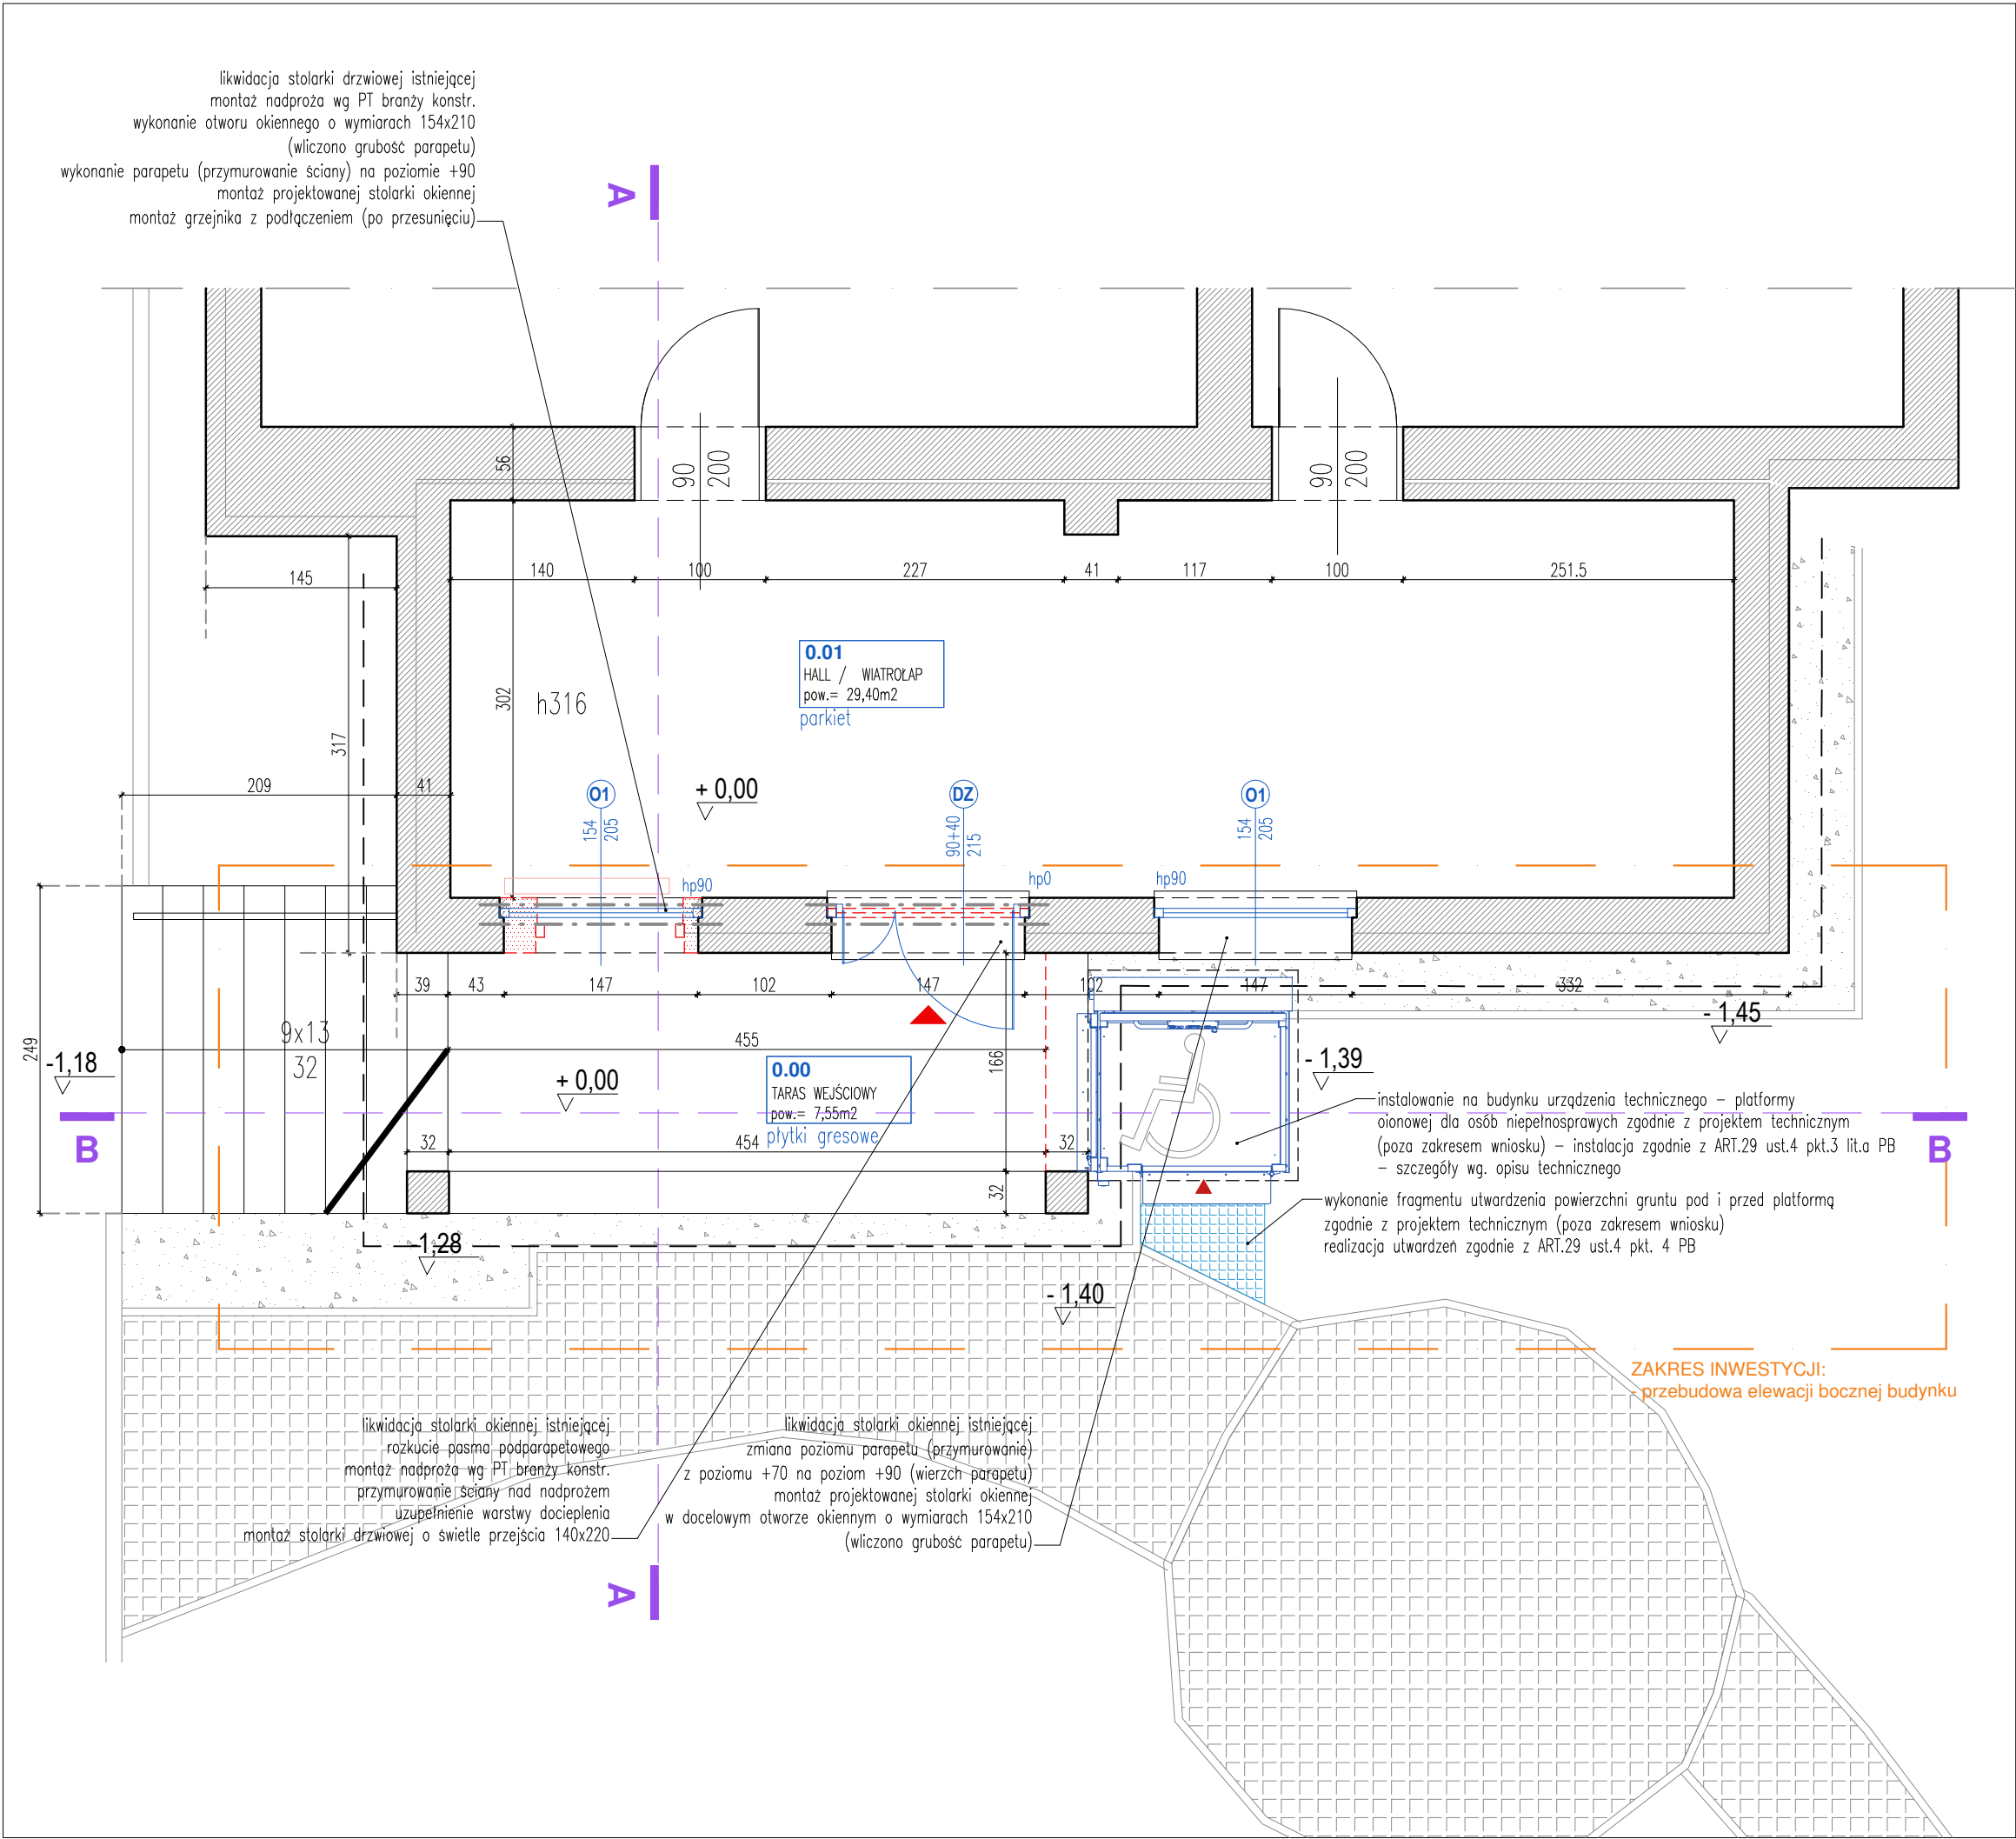 likwidacja stolarki drzwiowej istniejącej
montaż nadproża wg PT branży konstr.
wykonanie otworu okiennego o wymiarach 154x210
(wliczono grubość parapetu)
wykonanie parapetu (przymurowanie ściany) na poziomie +90
montaż projektowanej stolarki okiennej
montaż grzejnika z podłączeniem (po przesunięciu)
A
56
90
200
90
200
145
140
100
227
41
117
100
251.5
302
h316
0.01
HALL / WIATROŁAP
pow.= 29,40m2
parkiet
317
209
41
+ 0,00
O1
154
205
DZ
90+40
215
O1
154
205
hp90
hp0
hp90
39
43
147
102
147
102
147
332
249
9x13
32
-1,18
455
166
- 1,45
- 1,39
+ 0,00
0.00
TARAS WEJŚCIOWY
pow.= 7,55m2
płytki gresowe
32
454
32
32
B
B
instalowanie na budynku urządzenia technicznego – platformy
oionowej dla osób niepełnosprawych zgodnie z projektem technicznym
(poza zakresem wniosku) – instalacja zgodnie z ART.29 ust.4 pkt.3 lit.a PB
– szczegóły wg. opisu technicznego
wykonanie fragmentu utwardzenia powierzchni gruntu pod i przed platformą
zgodnie z projektem technicznym (poza zakresem wniosku)
realizacja utwardzeń zgodnie z ART.29 ust.4 pkt. 4 PB
-1,28
- 1,40
ZAKRES INWESTYCJI:
- przebudowa elewacji bocznej budynku
likwidacja stolarki okiennej istniejącej
rozkucie pasma podparapetowego
montaż nadproża wg PT branży konstr.
przymurowanie ściany nad nadprożem
uzupełnienie warstwy docieplenia
montaż stolarki drzwiowej o świetle przejścia 140x220
likwidacja stolarki okiennej istniejącej
zmiana poziomu parapetu (przymurowanie)
z poziomu +70 na poziom +90 (wierzch parapetu)
montaż projektowanej stolarki okiennej
w docelowym otworze okiennym o wymiarach 154x210
(wliczono grubość parapetu)
A